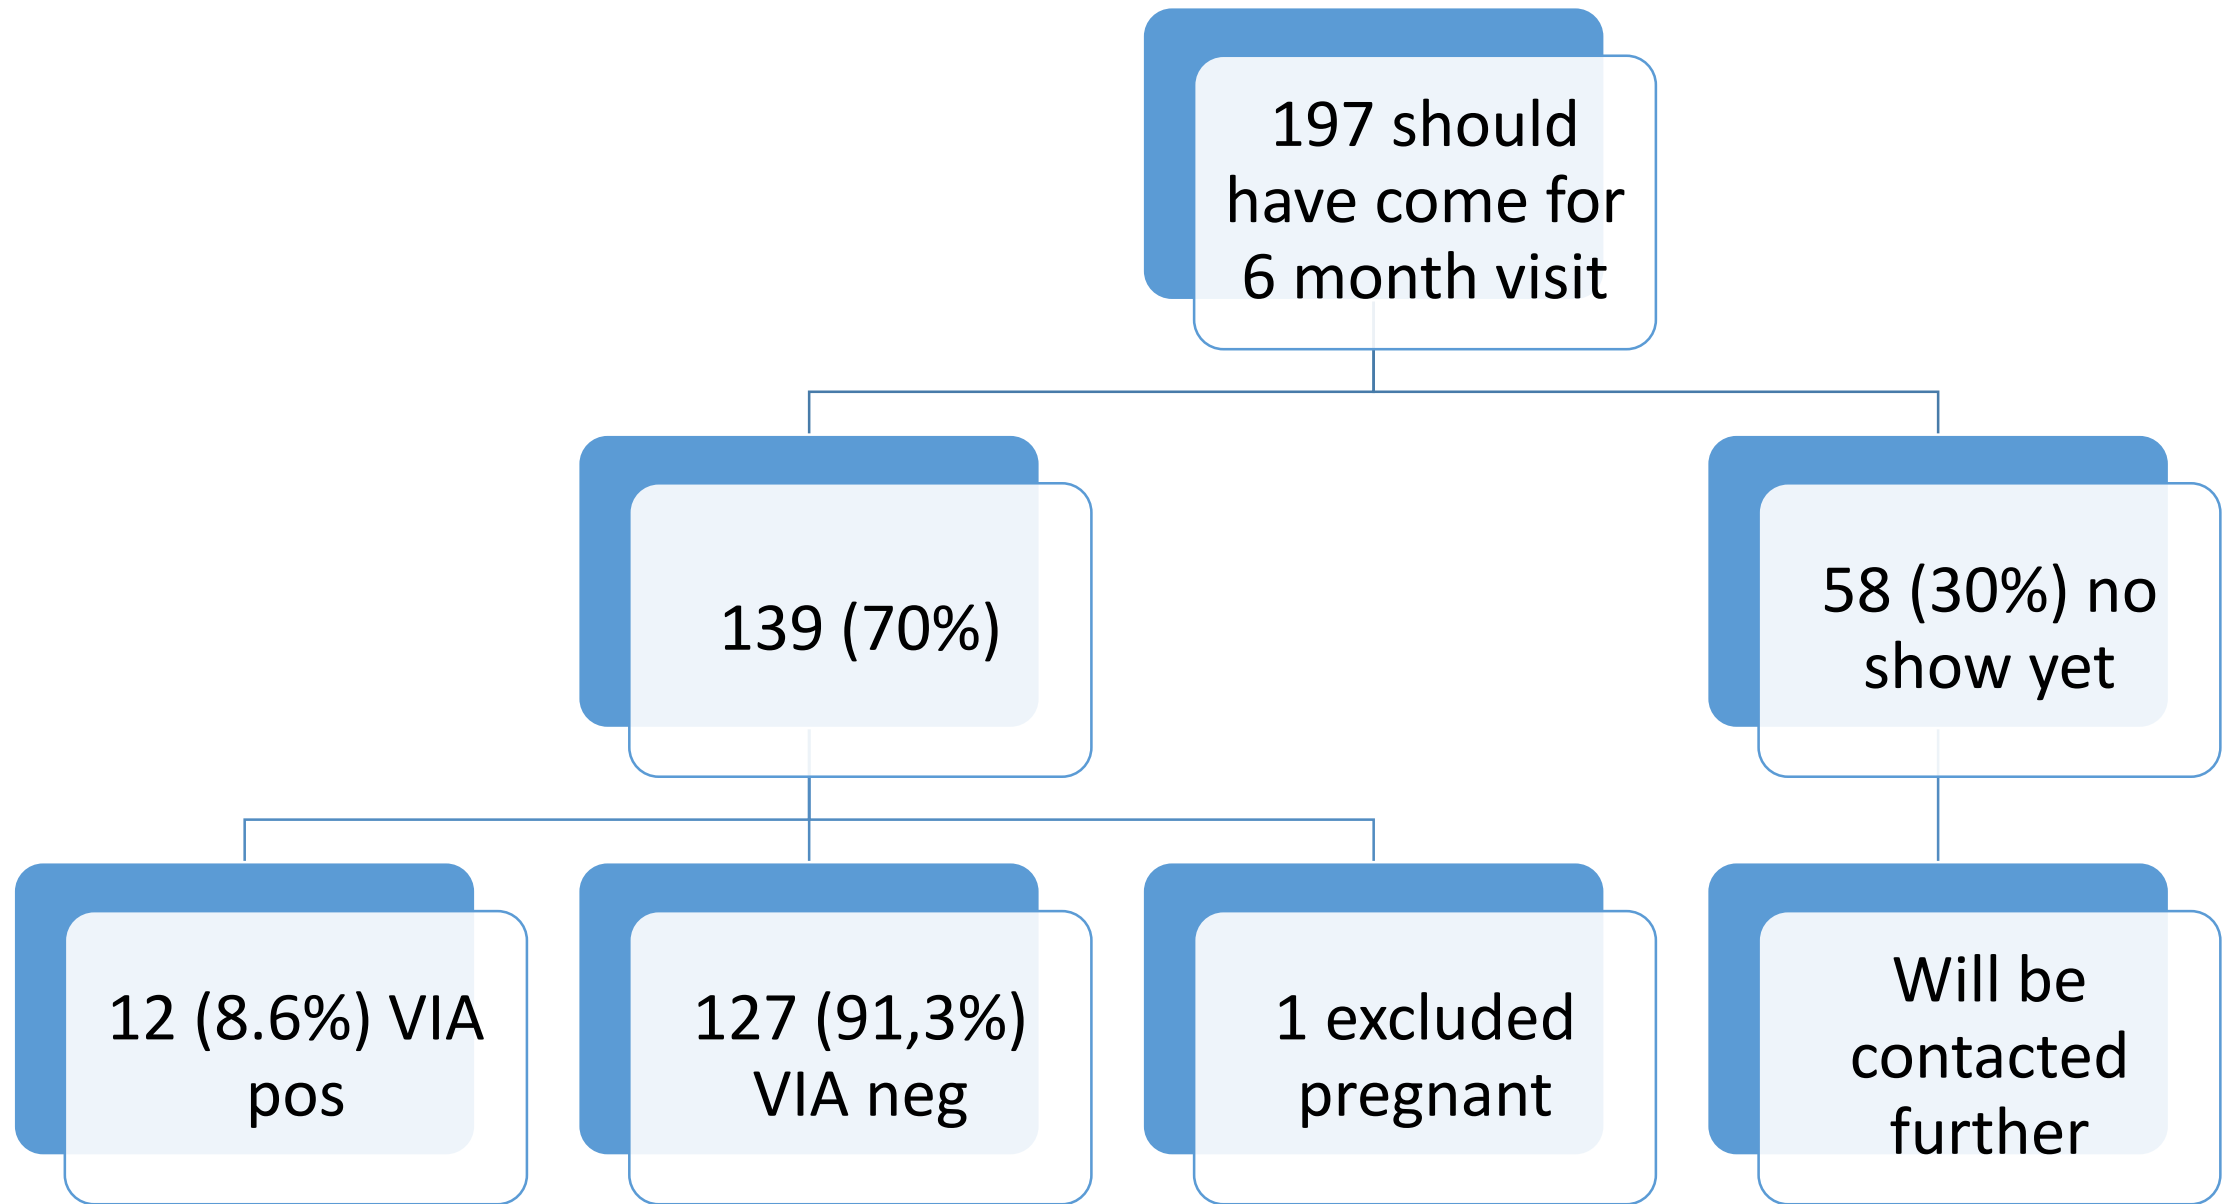 197 should
have come for
6 month visit
139 (70%)
58 (30%) no
show yet
12 (8.6%) VIA
pos
127 (91,3%)
VIA neg
1 excluded
pregnant
Will be
contacted
further